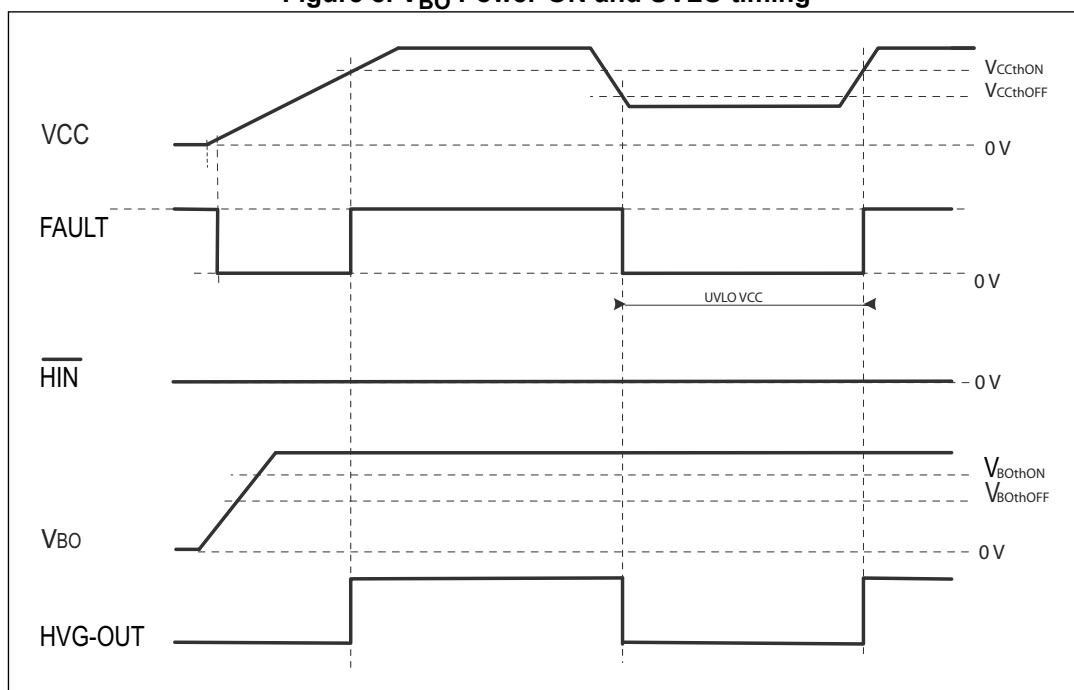 Figure VBO Power-ON and UVLO timing
VCCthON
VCCthOFF
VCC
0 V
FAULT
0 V
UVLO VCC
HIN
0 V
VBOthON
VBOthOFF
VBO
0 V
HVG-OUT